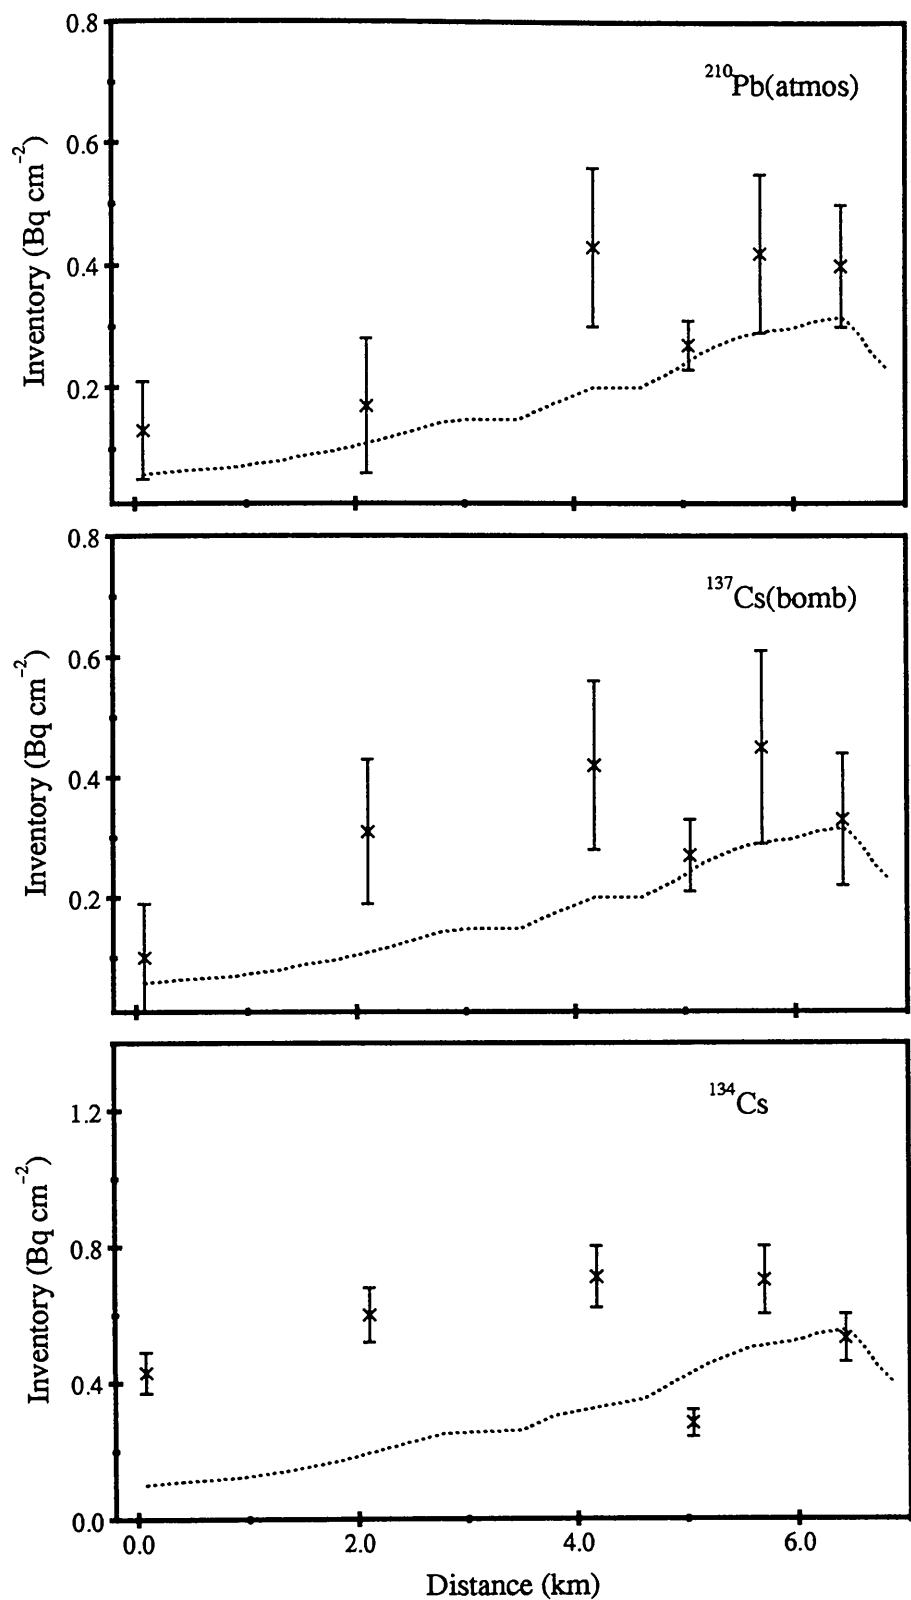 0.8
²¹⁰Pb(atmos)
0.6
0.4
0.2
Inventory (Bq cm⁻²)
0.8
¹³⁷Cs(bomb)
0.6
0.4
0.2
Inventory (Bq cm⁻²)
¹³⁴Cs
1.2
0.8
0.4
0.0
Inventory (Bq cm⁻²)
0.0 2.0 4.0 6.0
Distance (km)